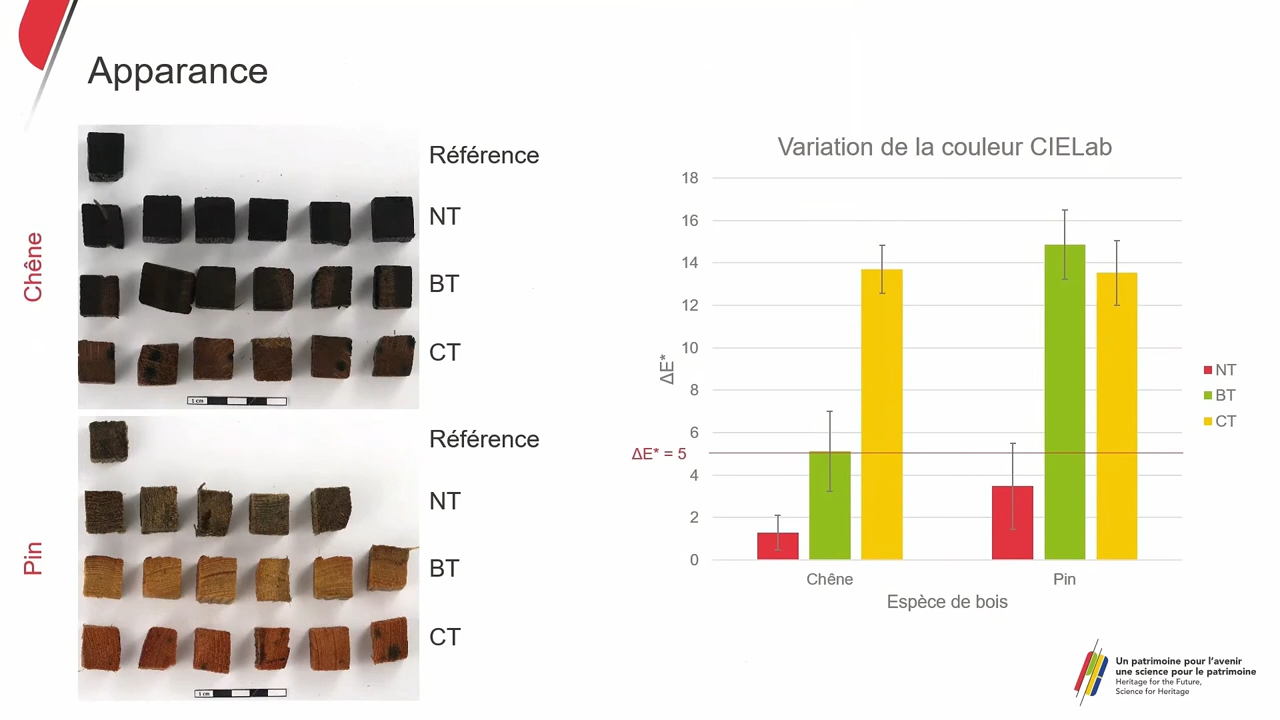 Apparance
Chêne
Référence
NT
BT
CT
1 cm
Pin
Référence
NT
BT
CT
1 cm
Variation de la couleur CIELab
18
16
14
12
10
8
6
4
2
0
ΔE*
ΔE* = 5
Chêne
Pin
Espèce de bois
NT
BT
CT
Un patrimoine pour l'avenir
une science pour le patrimoine
Heritage for the Future,
Science for Heritage